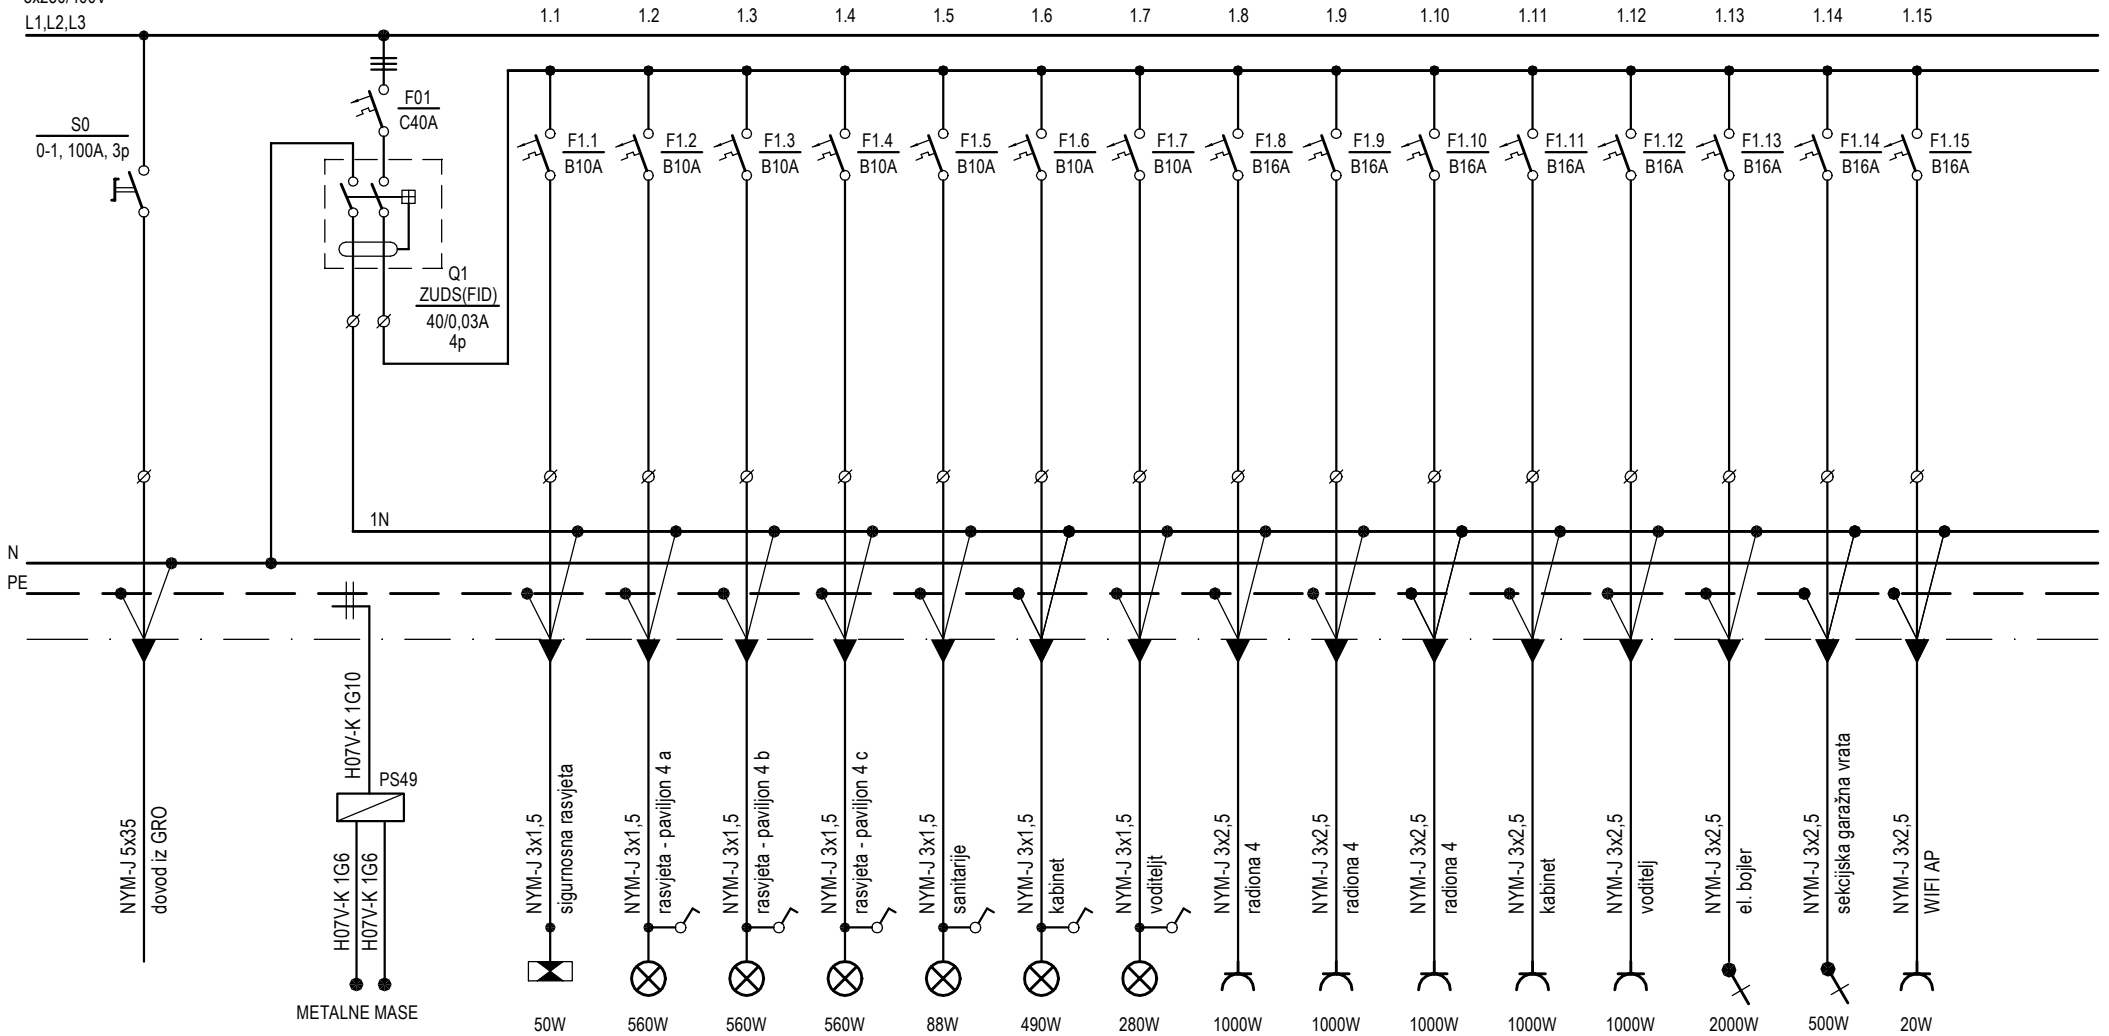 L1,L2,L3
1.1
1.2
1.3
1.4
1.5
1.6
1.7
1.8
1.9
1.10
1.11
1.12
1.13
1.14
1.15
S0
0-1, 100A, 3p
F01
C40A
F1.1
B10A
F1.2
B10A
F1.3
B10A
F1.4
B10A
F1.5
B10A
F1.6
B10A
F1.7
B10A
F1.8
B16A
F1.9
B16A
F1.10
B16A
F1.11
B16A
F1.12
B16A
F1.13
B16A
F1.14
B16A
F1.15
B16A
Q1
ZUDS(FID)
40/0,03A
4p
1N
N
PE
NYM-J 5x35
dovod iz GRO
H07V-K 1G10
PS49
H07V-K 1G6
H07V-K 1G6
METALNE MASE
NYM-J 3x1,5
sigurnosna rasvjeta
NYM-J 3x1,5
rasvjeta - paviljon 4 a
NYM-J 3x1,5
rasvjeta - paviljon 4 b
NYM-J 3x1,5
rasvjeta - paviljon 4 c
NYM-J 3x1,5
sanitarije
NYM-J 3x1,5
kabinet
NYM-J 3x1,5
voditeljt
NYM-J 3x2,5
radiona 4
NYM-J 3x2,5
radiona 4
NYM-J 3x2,5
radiona 4
NYM-J 3x2,5
kabinet
NYM-J 3x2,5
voditelj
NYM-J 3x2,5
el. bojler
NYM-J 3x2,5
sekcijska garažna vrata
NYM-J 3x2,5
WIFI AP
50W
560W
560W
560W
88W
490W
280W
1000W
1000W
1000W
1000W
1000W
2000W
500W
20W